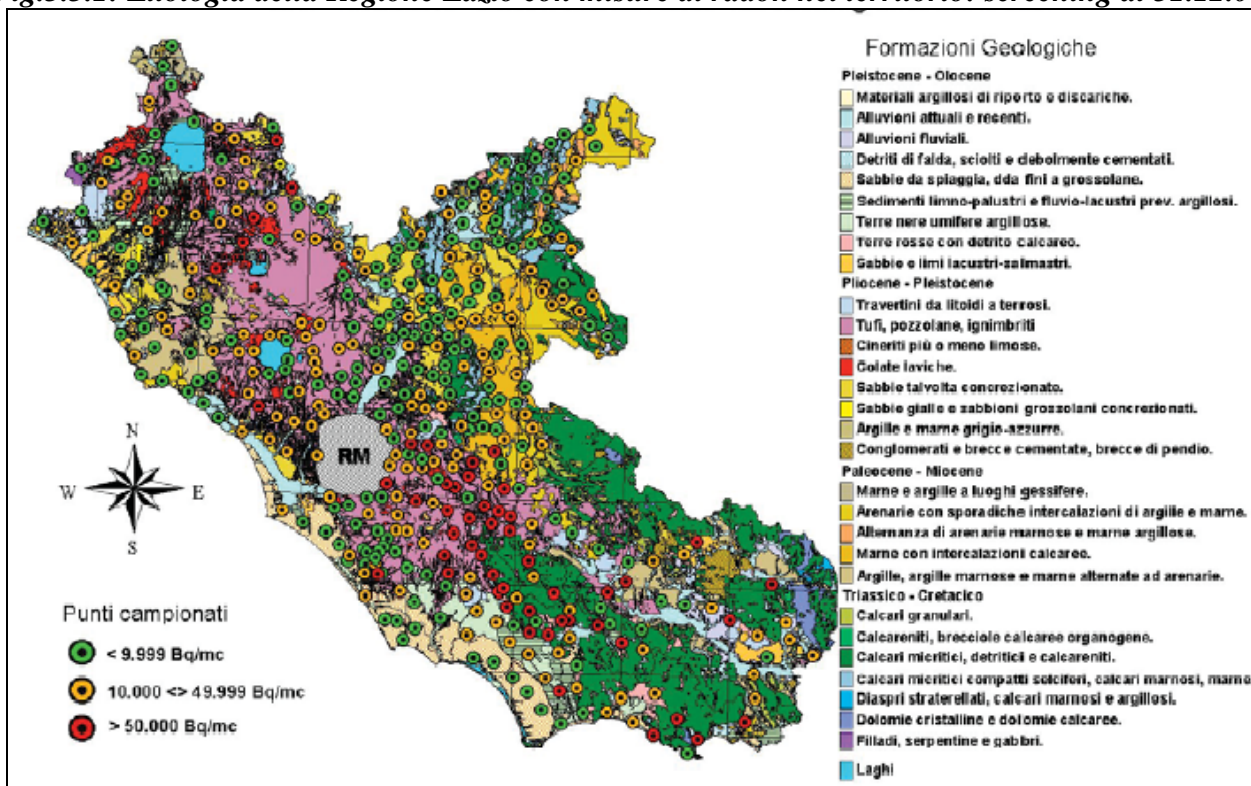 Formazioni Geologiche
Pleistocene - Olocene
Materiali argillosi di riporto e discariche.
Alluvioni attuali e recenti.
Alluvioni fluviali.
Detriti di falda, sciolti e debolmente cementati.
Sabbie da spiaggia, dda fini a grossolane.
Sedimenti limno-palustri e fluvio-lacustri prev. argillosi.
Terre nere umifere argillose.
Terre rosse con detrito calcareo.
Sabbie e limi lacustri-salmastri.
Pliocene - Pleistocene
Travertini da litoidi a terrosi.
Tufi, pozzolane, ignimbriti
Cineriti più o meno limose.
Colate laviche.
Sabbie talvolta concrezionate.
Sabbie gialle e sabbioni grossolani concrezionati.
Argille e marne grigio-azzurre.
Conglomerati e brecce cementate, brecce di pendio.
Paleocene - Miocene
Marne e argille a luoghi gessifere.
Arenarie con sporadiche intercalazioni di argille e marne.
Alternanza di arenarie marnose e marne argillose.
Marne con intercalazioni calcaree.
Argille, argille marnose e marne alternate ad arenarie.
Triassico - Cretacico
Calcari granulari.
Calcareniti, brecciole calcaree organogene.
Calcari micritici, detritici e calcareniti.
Calcari micritici compatti selciferi, calcari marnosi, marne
Diaspri straterellati, calcari marnosi e argillosi.
Dolomie cristalline e dolomie calcaree.
Filladi, serpentine e gabbri.
Laghi
RM
N
W E
S
Punti campionati
< 9.999 Bq/mc
10.000 <> 49.999 Bq/mc
> 50.000 Bq/mc